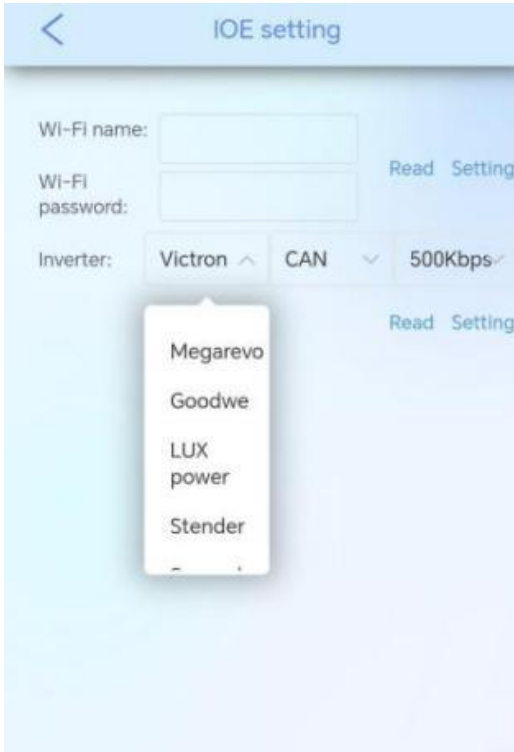 IOE setting
Wi-Fi name:
Read Setting
Wi-Fi
password:
Inverter: Victron CAN 500Kbps
Read Setting
Megarevo
Goodwe
LUX
power
Stender